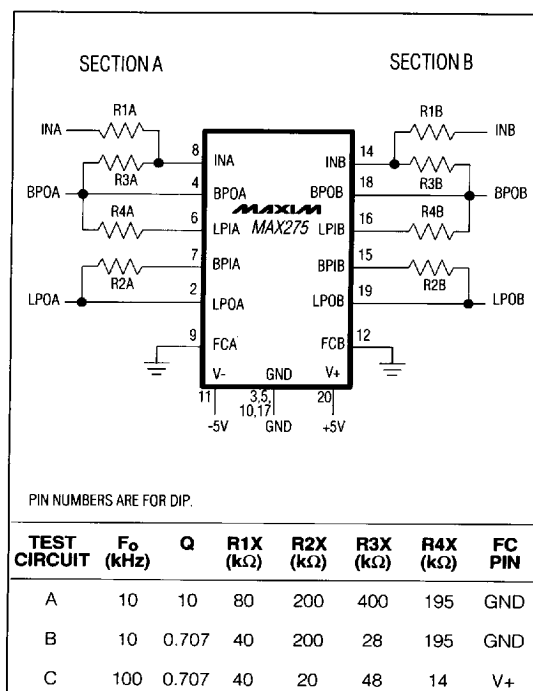 SECTION A SECTION B
R1A R1B
INA INB
8 INA INB 14
R3A R3B
BPOA 4 BPOA BPOB 18 BPOB
MAXIM
MAX275
R4A R4B
6 LPIA LPIB 16
7 BPIA BPIB 15
R2A R2B
LPOA 2 LPOA LPOB 19 LPOB
9 FCA FCB 12
V- GND V+
11 3,5, 20
10,17
-5V GND +5V
PIN NUMBERS ARE FOR DIP.
TEST CIRCUIT Fo (kHz) Q R1X (kΩ) R2X (kΩ) R3X (kΩ) R4X (kΩ) FC PIN
A 10 10 80 200 400 195 GND
B 10 0.707 40 200 28 195 GND
C 100 0.707 40 20 48 14 V+